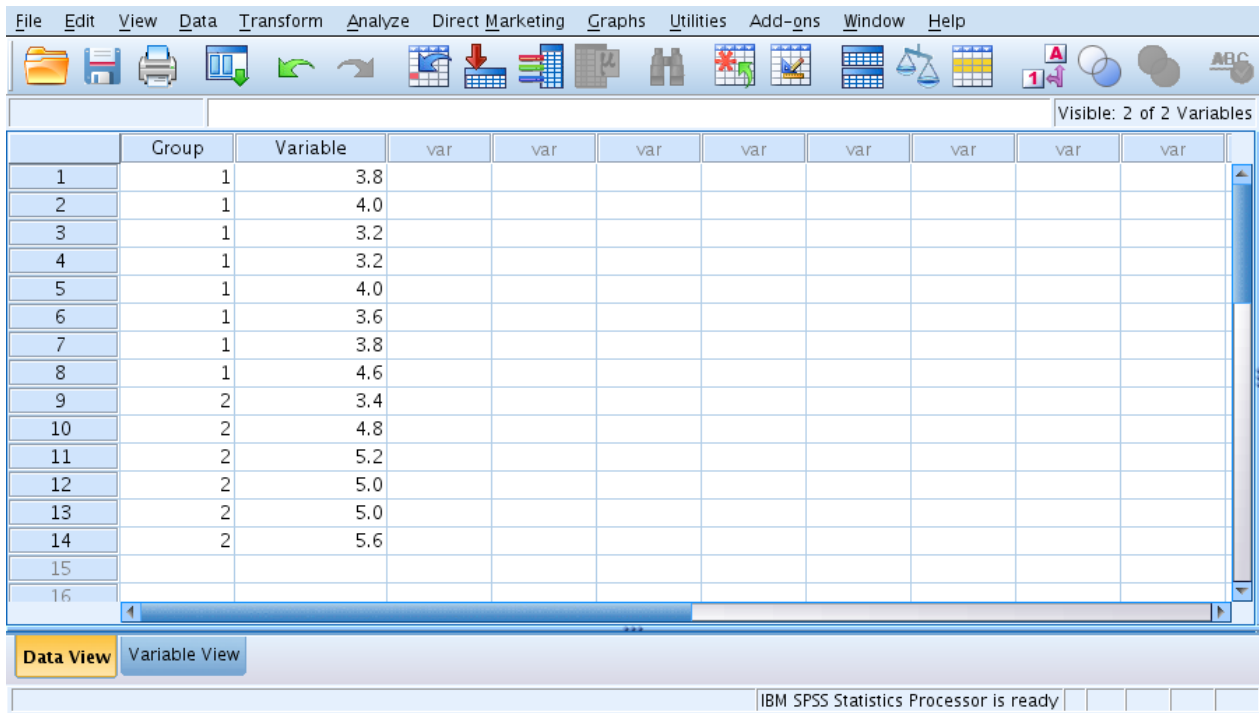 File Edit View Data Transform Analyze Direct Marketing Graphs Utilities Add-ons Window Help
μ A 1 ABC
Visible: 2 of 2 Variables
Group Variable var var var var var var var var
1 1 3.8
2 1 4.0
3 1 3.2
4 1 3.2
5 1 4.0
6 1 3.6
7 1 3.8
8 1 4.6
9 2 3.4
10 2 4.8
11 2 5.2
12 2 5.0
13 2 5.0
14 2 5.6
15
16
Data View Variable View
IBM SPSS Statistics Processor is ready